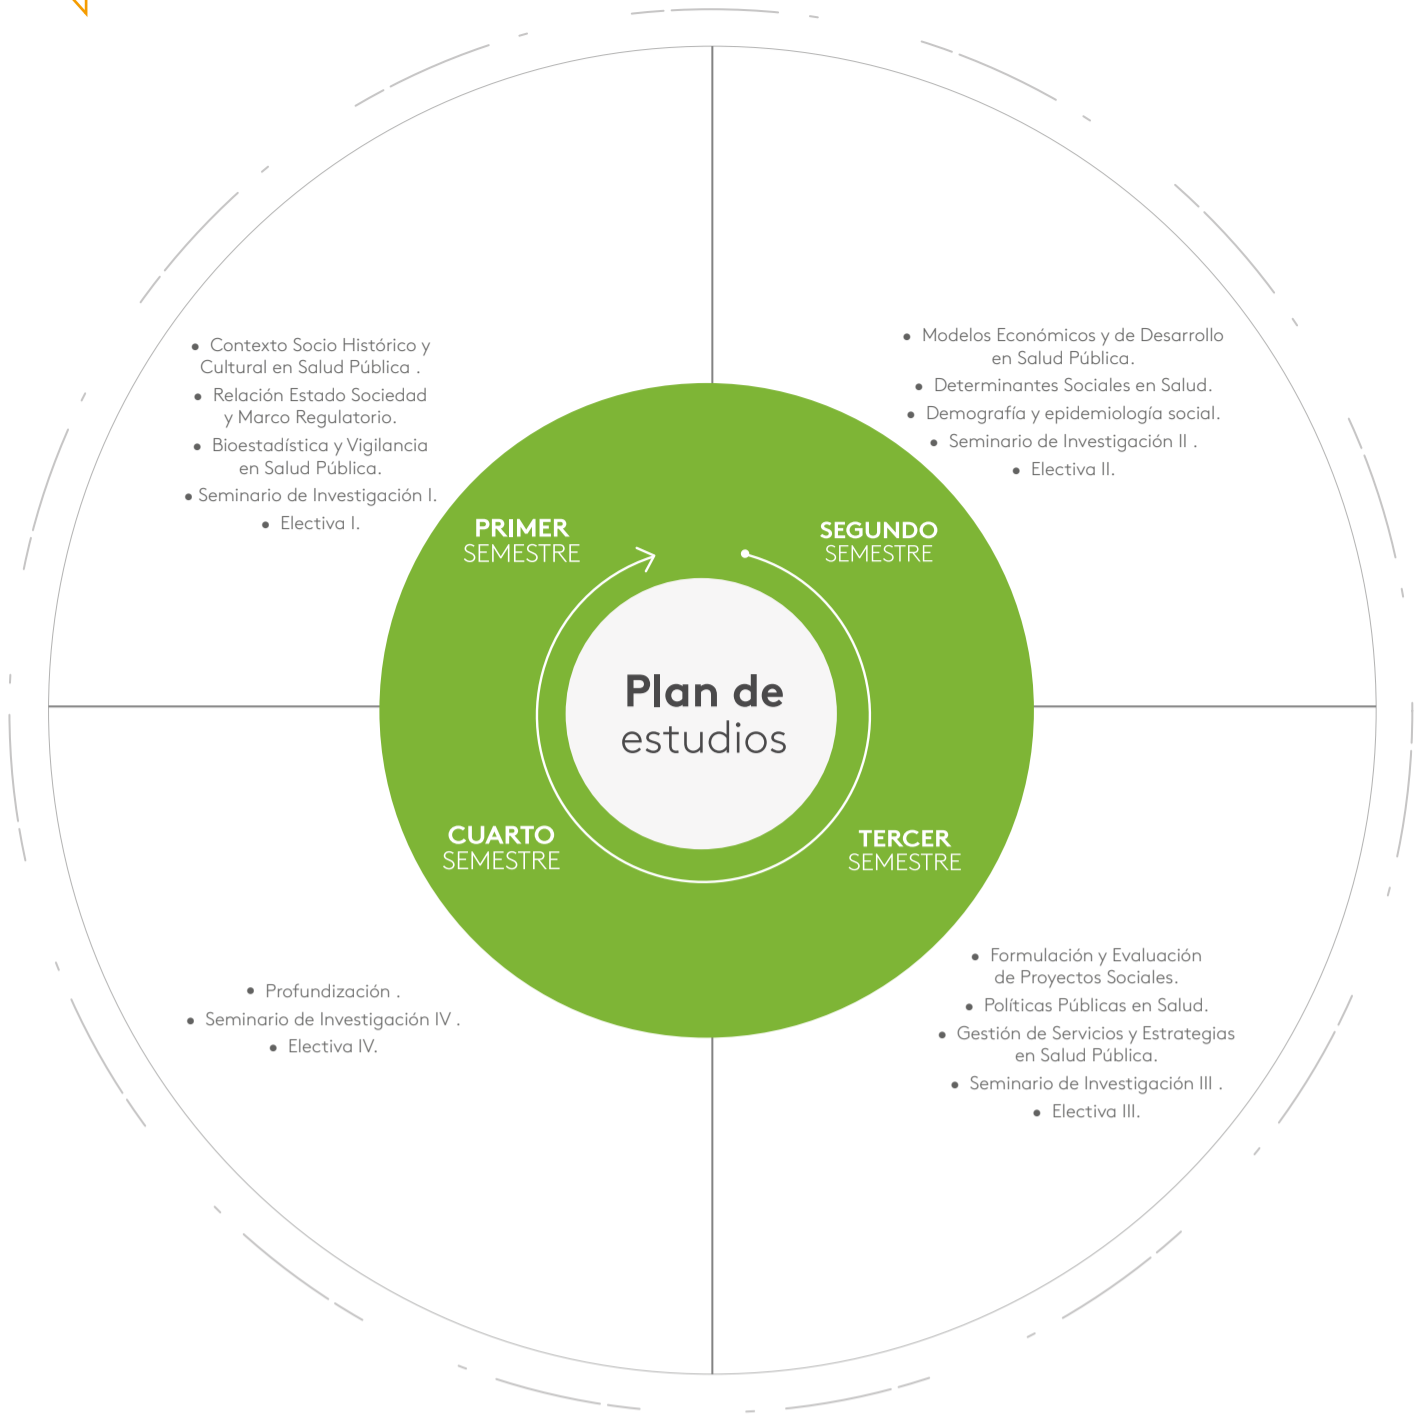 • Contexto Socio Histórico y
Cultural en Salud Pública .
• Relación Estado Sociedad
y Marco Regulatorio.
• Bioestadística y Vigilancia
en Salud Pública.
• Seminario de Investigación I.
• Electiva I.
PRIMER
SEMESTRE
• Modelos Económicos y de Desarrollo
en Salud Pública.
• Determinantes Sociales en Salud.
• Demografía y epidemiología social.
• Seminario de Investigación II .
• Electiva II.
SEGUNDO
SEMESTRE
Plan de
estudios
CUARTO
SEMESTRE
• Profundización .
• Seminario de Investigación IV .
• Electiva IV.
TERCER
SEMESTRE
• Formulación y Evaluación
de Proyectos Sociales.
• Políticas Públicas en Salud.
• Gestión de Servicios y Estrategias
en Salud Pública.
• Seminario de Investigación III .
• Electiva III.